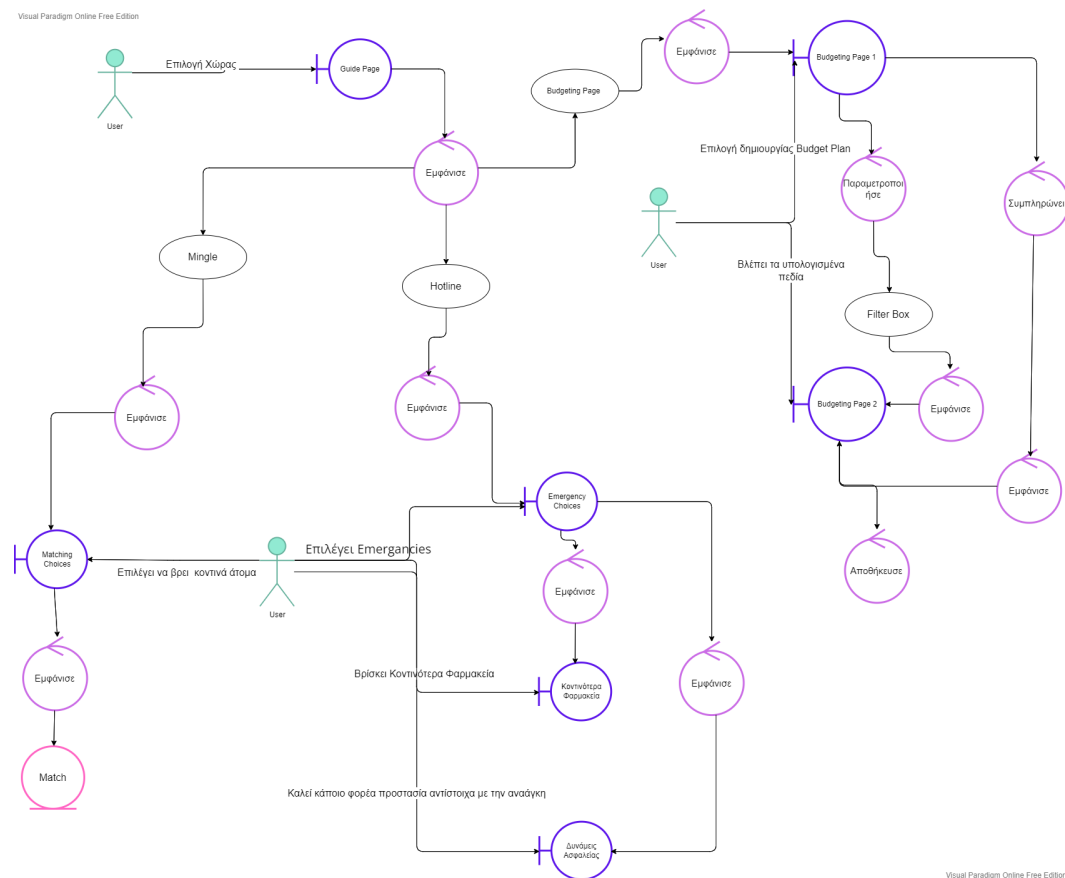 Visual Paradigm Online Free Edition
Εμφάνισε
Επιλογή Χώρας
Guide Page
Budgeting Page 1
Budgeting Page
User
Επιλογή δημιουργίας Budget Plan
Εμφάνισε
Παραμετροποι
ήσε
Συμπληρώνει
User
Mingle
Βλέπει τα υπολογισμένα
πεδία
Hotline
Filter Box
Εμφάνισε
Εμφάνισε
Budgeting Page 2
Εμφάνισε
Εμφάνισε
Emergency
Choices
Επιλέγει Emergancies
Matching
Choices
Επιλέγει να βρει κοντινά άτομα
Αποθήκευσε
User
Εμφάνισε
Εμφάνισε
Βρίσκει Κοντινότερα Φαρμακεία
Κοντινότερα
Φαρμακεία
Εμφάνισε
Match
Καλεί κάποιο φορέα προστασία αντίστοιχα με την αναάγκη
Δυνάμεις
Ασφαλείας
Visual Paradigm Online Free Edition